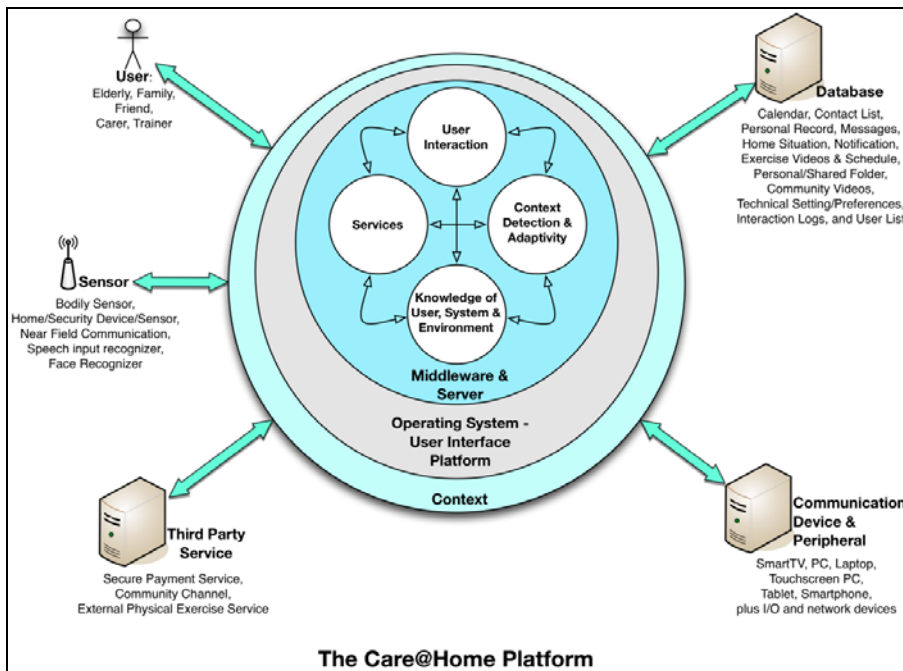 User:
Elderly, Family,
Friend,
Carer, Trainer
Database
Calendar, Contact List,
Personal Record, Messages,
Home Situation, Notification,
Exercise Videos & Schedule,
Personal/Shared Folder,
Community Videos,
Technical Setting/Preferences,
Interaction Logs, and User List
User
Interaction
Services
Context
Detection &
Adaptivity
Knowledge of
User, System &
Environment
Middleware &
Server
Operating System -
User Interface
Platform
Context
Sensor
Bodily Sensor,
Home/Security Device/Sensor,
Near Field Communication,
Speech input recognizer,
Face Recognizer
Third Party
Service
Secure Payment Service,
Community Channel,
External Physical Exercise Service
Communication
Device &
Peripheral
SmartTV, PC, Laptop,
Touchscreen PC,
Tablet, Smartphone,
plus I/O and network devices
The Care@Home Platform